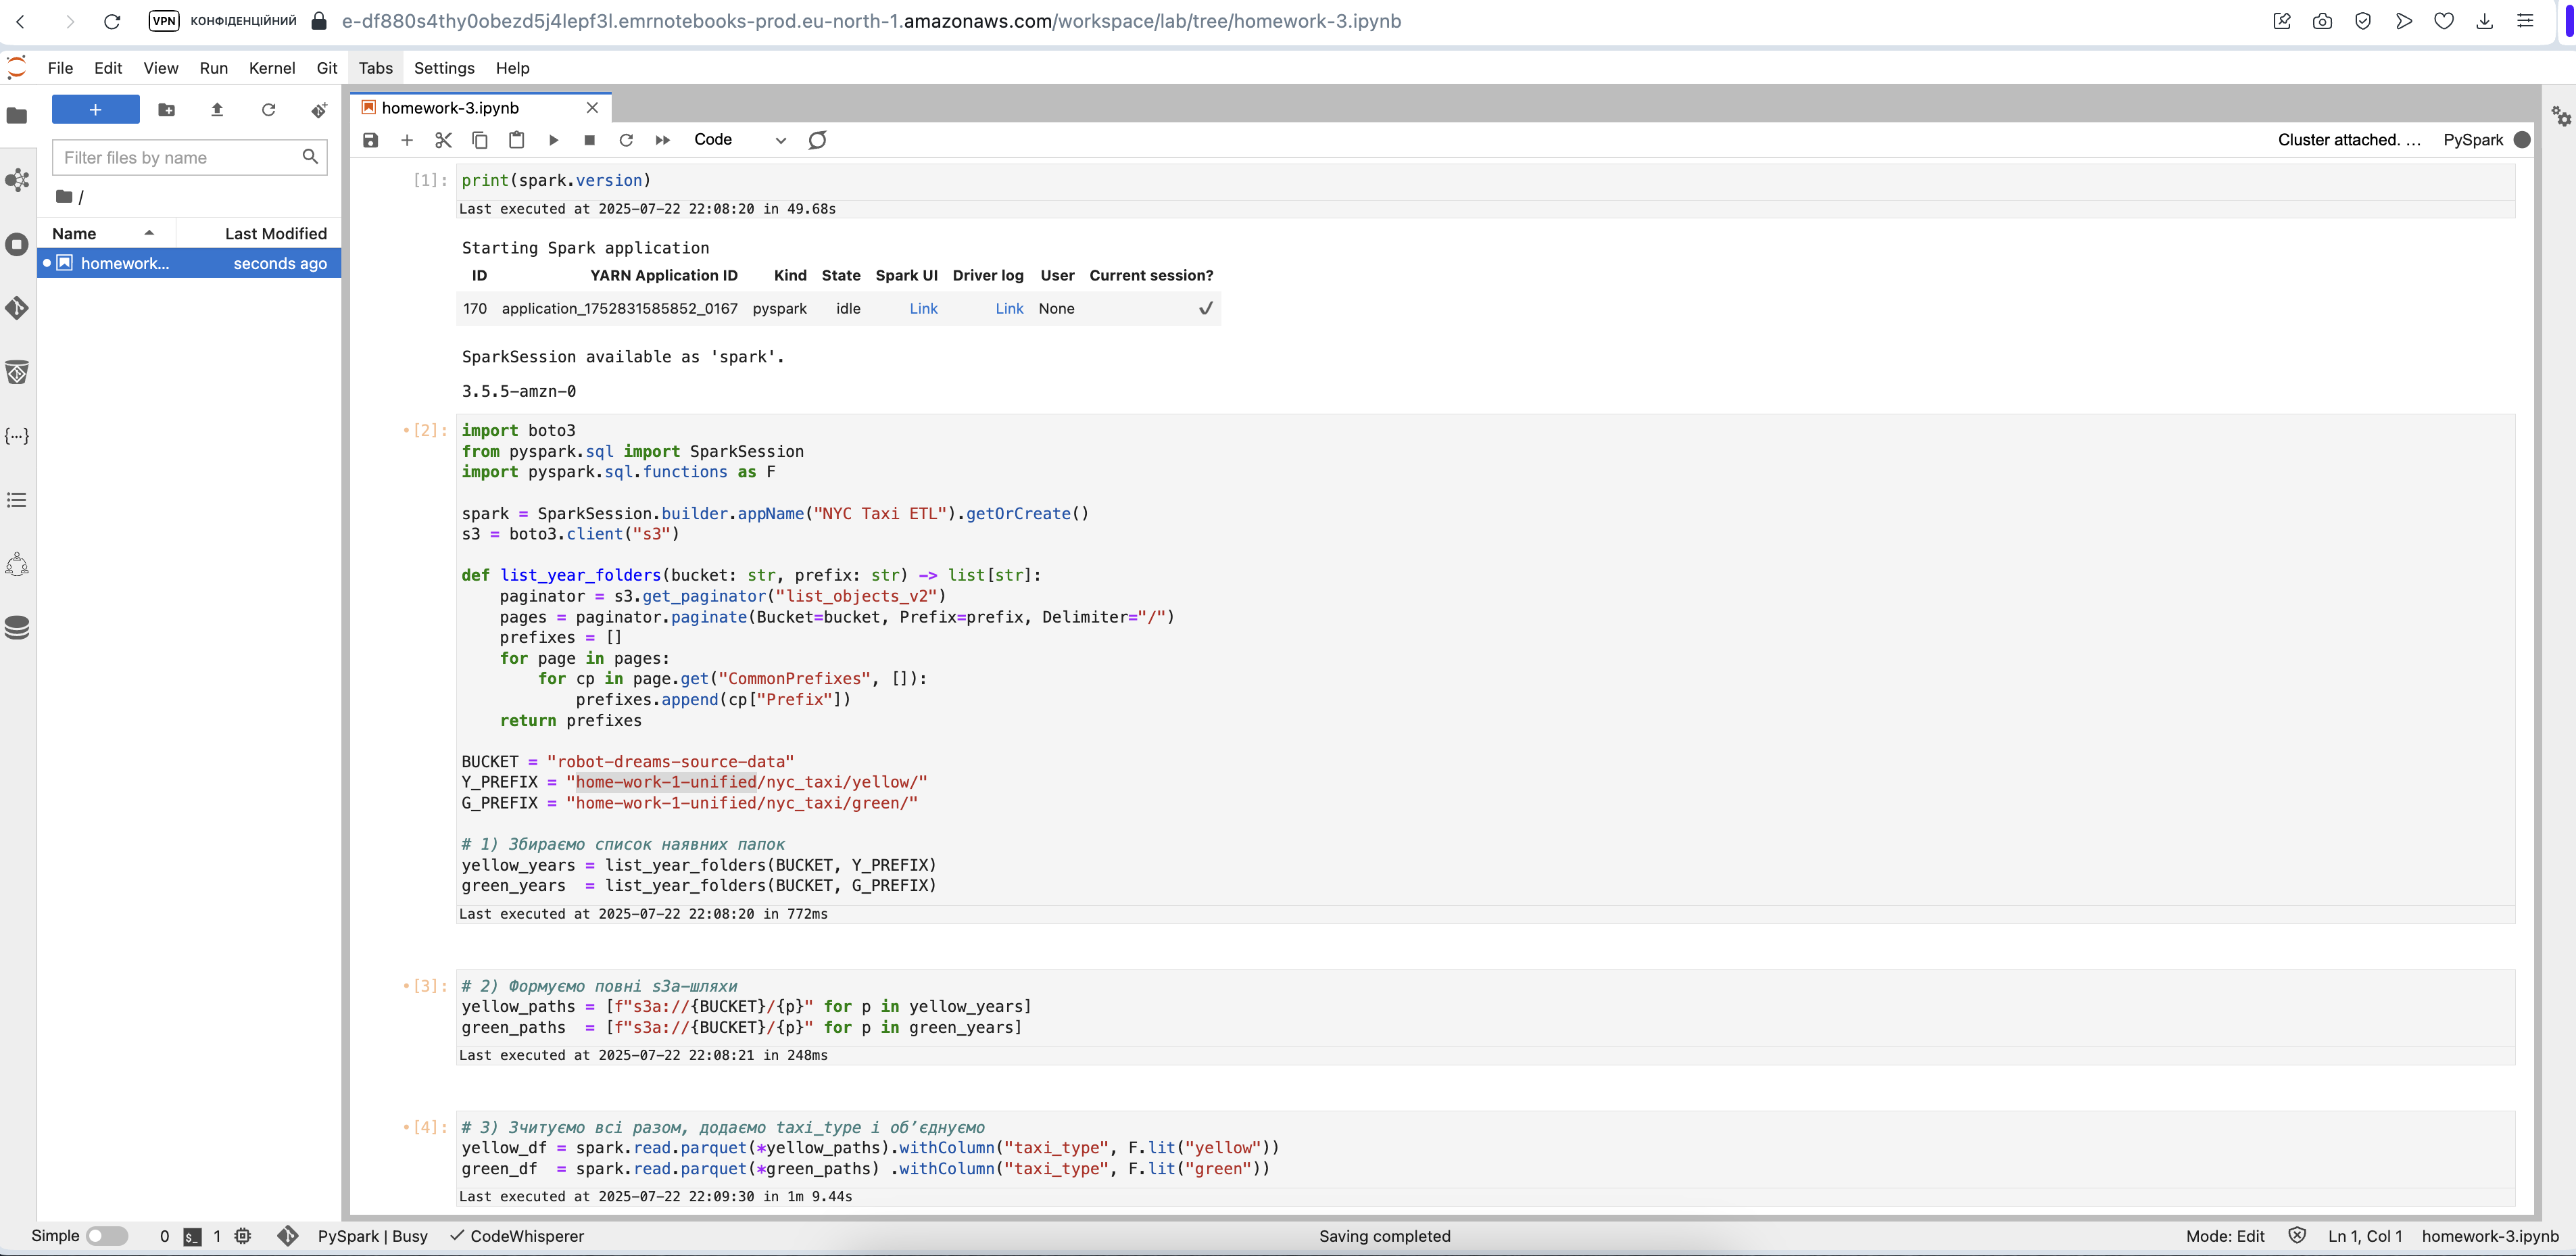 VPN КОНФІДЕНЦІЙНИЙ e-df880s4thy0obezd5j4lepf3l.emrnotebooks-prod.eu-north-1.amazonaws.com/workspace/lab/tree/homework-3.ipynb
File Edit View Run Kernel Git Tabs Settings Help
+
Filter files by name
/
Name Last Modified
homework... seconds ago
homework-3.ipynb
Code Cluster attached. ... PySpark
[1]: print(spark.version)
Last executed at 2025-07-22 22:08:20 in 49.68s
Starting Spark application
ID YARN Application ID Kind State Spark UI Driver log User Current session?
170 application_1752831585852_0167 pyspark idle Link Link None ✓
SparkSession available as 'spark'.
3.5.5-amzn-0
[2]: import boto3
from pyspark.sql import SparkSession
import pyspark.sql.functions as F
spark = SparkSession.builder.appName("NYC Taxi ETL").getOrCreate()
s3 = boto3.client("s3")
def list_year_folders(bucket: str, prefix: str) -> list[str]:
    paginator = s3.get_paginator("list_objects_v2")
    pages = paginator.paginate(Bucket=bucket, Prefix=prefix, Delimiter="/")
    prefixes = []
    for page in pages:
        for cp in page.get("CommonPrefixes", []):
            prefixes.append(cp["Prefix"])
    return prefixes
BUCKET = "robot-dreams-source-data"
Y_PREFIX = "home-work-1-unified/nyc_taxi/yellow/"
G_PREFIX = "home-work-1-unified/nyc_taxi/green/"
# 1) Збираємо список наявних папок
yellow_years = list_year_folders(BUCKET, Y_PREFIX)
green_years  = list_year_folders(BUCKET, G_PREFIX)
Last executed at 2025-07-22 22:08:20 in 772ms
[3]: # 2) Формуємо повні s3a-шляхи
yellow_paths = [f"s3a://{BUCKET}/{p}" for p in yellow_years]
green_paths  = [f"s3a://{BUCKET}/{p}" for p in green_years]
Last executed at 2025-07-22 22:08:21 in 248ms
[4]: # 3) Зчитуємо всі разом, додаємо taxi_type і об’єднуємо
yellow_df = spark.read.parquet(*yellow_paths).withColumn("taxi_type", F.lit("yellow"))
green_df  = spark.read.parquet(*green_paths) .withColumn("taxi_type", F.lit("green"))
Last executed at 2025-07-22 22:09:30 in 1m 9.44s
Simple 0 $_ 1 PySpark | Busy CodeWhisperer Saving completed Mode: Edit Ln 1, Col 1 homework-3.ipynb